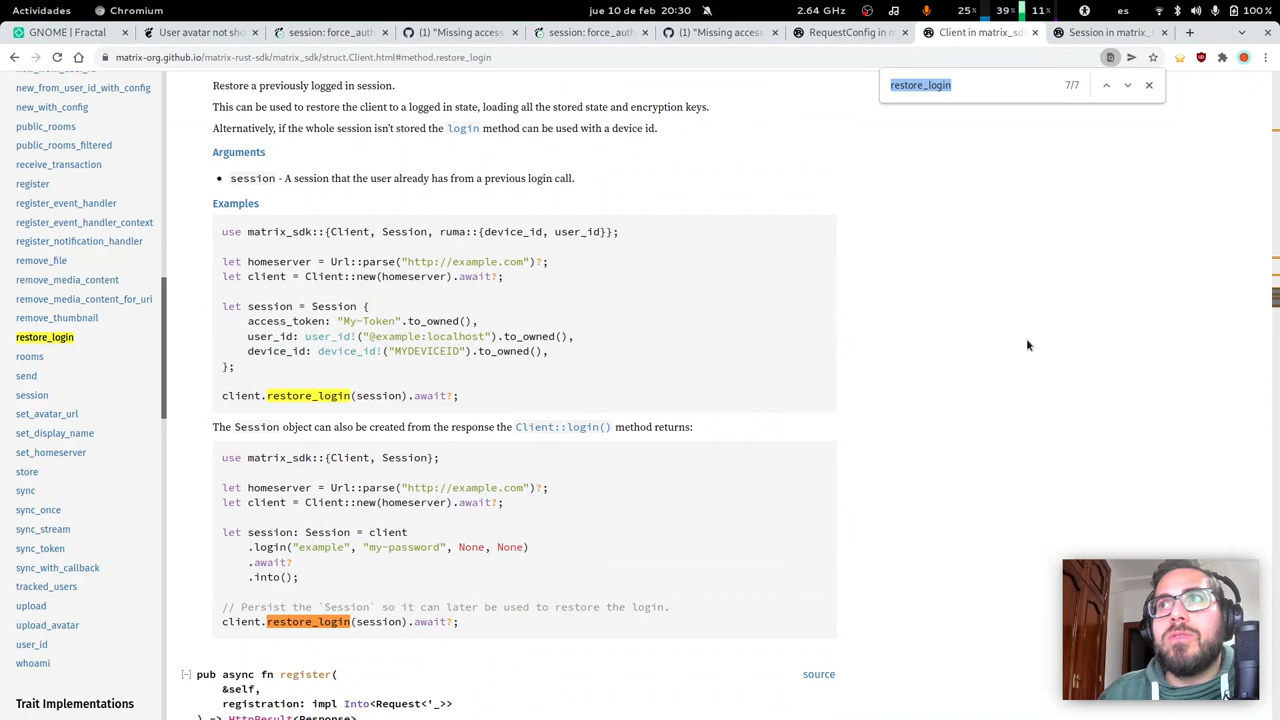 Actividades
Chromium
jue 10 de feb 20:30
2.64 GHz
25%
39%
11%
es
100 %
GNOME | Fractal
User avatar not sho
session: force_auth
(1) "Missing access
session: force_auth
(1) "Missing access
RequestConfig in m
Client in matrix_sd
Session in matrix_s
matrix-org.github.io/matrix-rust-sdk/matrix_sdk/struct.Client.html#method.restore_login
restore_login
7/7
new_from_user_id_with_config
new_with_config
public_rooms
public_rooms_filtered
receive_transaction
register
register_event_handler
register_event_handler_context
register_notification_handler
remove_file
remove_media_content
remove_media_content_for_uri
remove_thumbnail
restore_login
rooms
send
session
set_avatar_url
set_display_name
set_homeserver
store
sync
sync_once
sync_stream
sync_token
sync_with_callback
tracked_users
upload
upload_avatar
user_id
whoami
Trait Implementations
Restore a previously logged in session.
This can be used to restore the client to a logged in state, loading all the stored state and encryption keys.
Alternatively, if the whole session isn't stored the login method can be used with a device id.
Arguments
• session - A session that the user already has from a previous login call.
Examples
use matrix_sdk::{Client, Session, ruma::{device_id, user_id}};
let homeserver = Url::parse("http://example.com")?;
let client = Client::new(homeserver).await?;
let session = Session {
access_token: "My-Token".to_owned(),
user_id: user_id!("@example:localhost").to_owned(),
device_id: device_id!("MYDEVICEID").to_owned(),
};
client.restore_login(session).await?;
The Session object can also be created from the response the Client::login() method returns:
use matrix_sdk::{Client, Session};
let homeserver = Url::parse("http://example.com")?;
let client = Client::new(homeserver).await?;
let session: Session = client
.login("example", "my-password", None, None)
.await?
.into();
// Persist the `Session` so it can later be used to restore the login.
client.restore_login(session).await?;
[-] pub async fn register(
source
&self,
registration: impl Into<Request<'_>>
) -> HttpResult<Response>